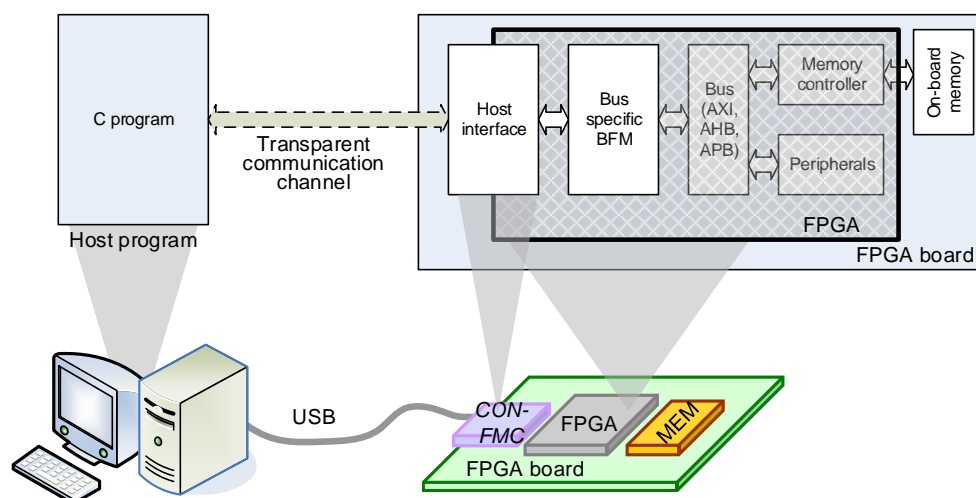 C program
Host program
Transparent
communication
channel
Host
interface
Bus
specific
BFM
Bus
(AXI,
AHB,
APB)
Memory
controller
Peripherals
On-board
memory
FPGA
FPGA board
USB
CON-
FMC
FPGA
MEM
FPGA board